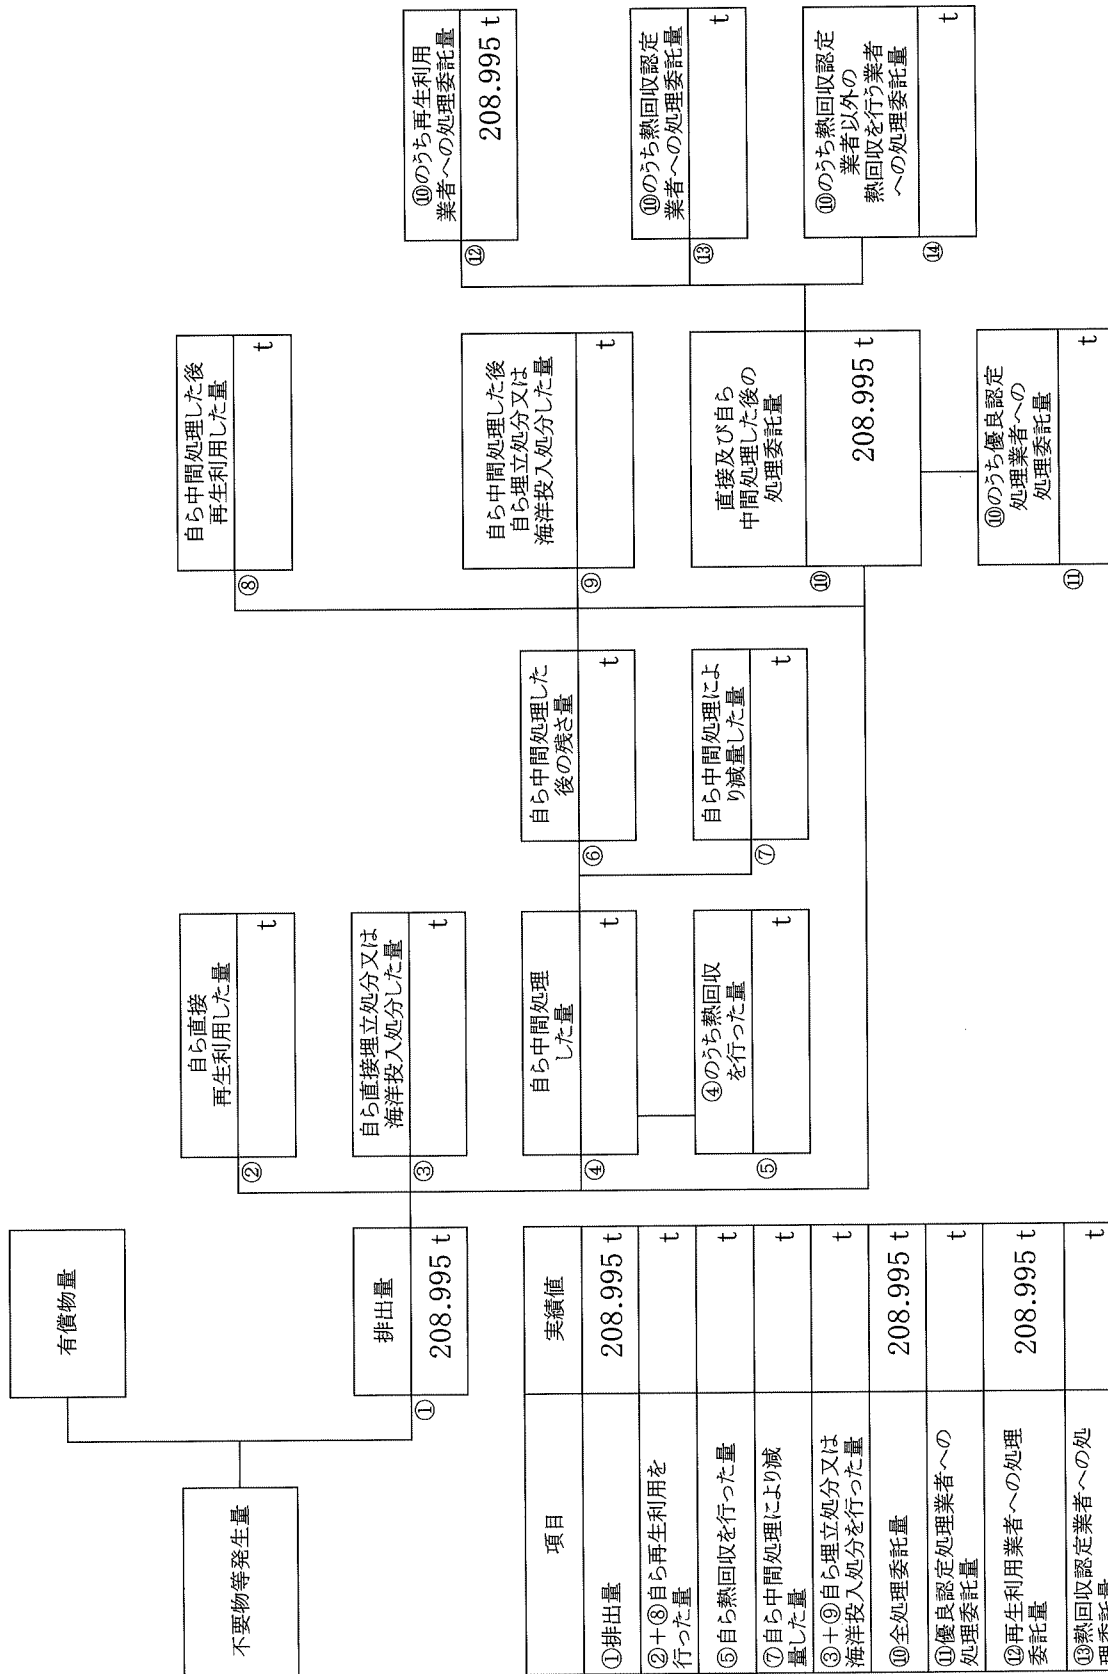 不要物等発生量
有償物量
排出量
①
208.995 t
自ら直接
再生利用した量
②
t
自ら直接埋立処分又は
海洋投入処分した量
③
t
自ら中間処理
した量
④
t
④のうち熱回収
を行った量
⑤
t
自ら中間処理した
後の残さ量
⑥
t
自ら中間処理によ
り減量した量
⑦
t
自ら中間処理した後
再生利用した量
⑧
t
自ら中間処理した後
自ら埋立処分又は
海洋投入処分した量
⑨
t
直接及び自ら
中間処理した後の
処理委託量
⑩
208.995 t
⑩のうち優良認定
処理業者への
処理委託量
⑪
t
⑩のうち再生利用
業者への処理委託量
⑫
208.995 t
⑩のうち熱回収認定
業者への処理委託量
⑬
t
⑩のうち熱回収認定
業者以外の
熱回収を行う業者
への処理委託量
⑭
t
項目 実績値
①排出量 208.995 t
②+⑧自ら再生利用を
行った量 t
⑤自ら熱回収を行った量 t
⑦自ら中間処理により減
量した量 t
③+⑨自ら埋立処分又は
海洋投入処分を行った量 t
⑩全処理委託量 208.995 t
⑪優良認定処理業者への
処理委託量 t
⑫再生利用業者への処理
委託量 208.995 t
⑬熱回収認定業者への処 t
理委託量